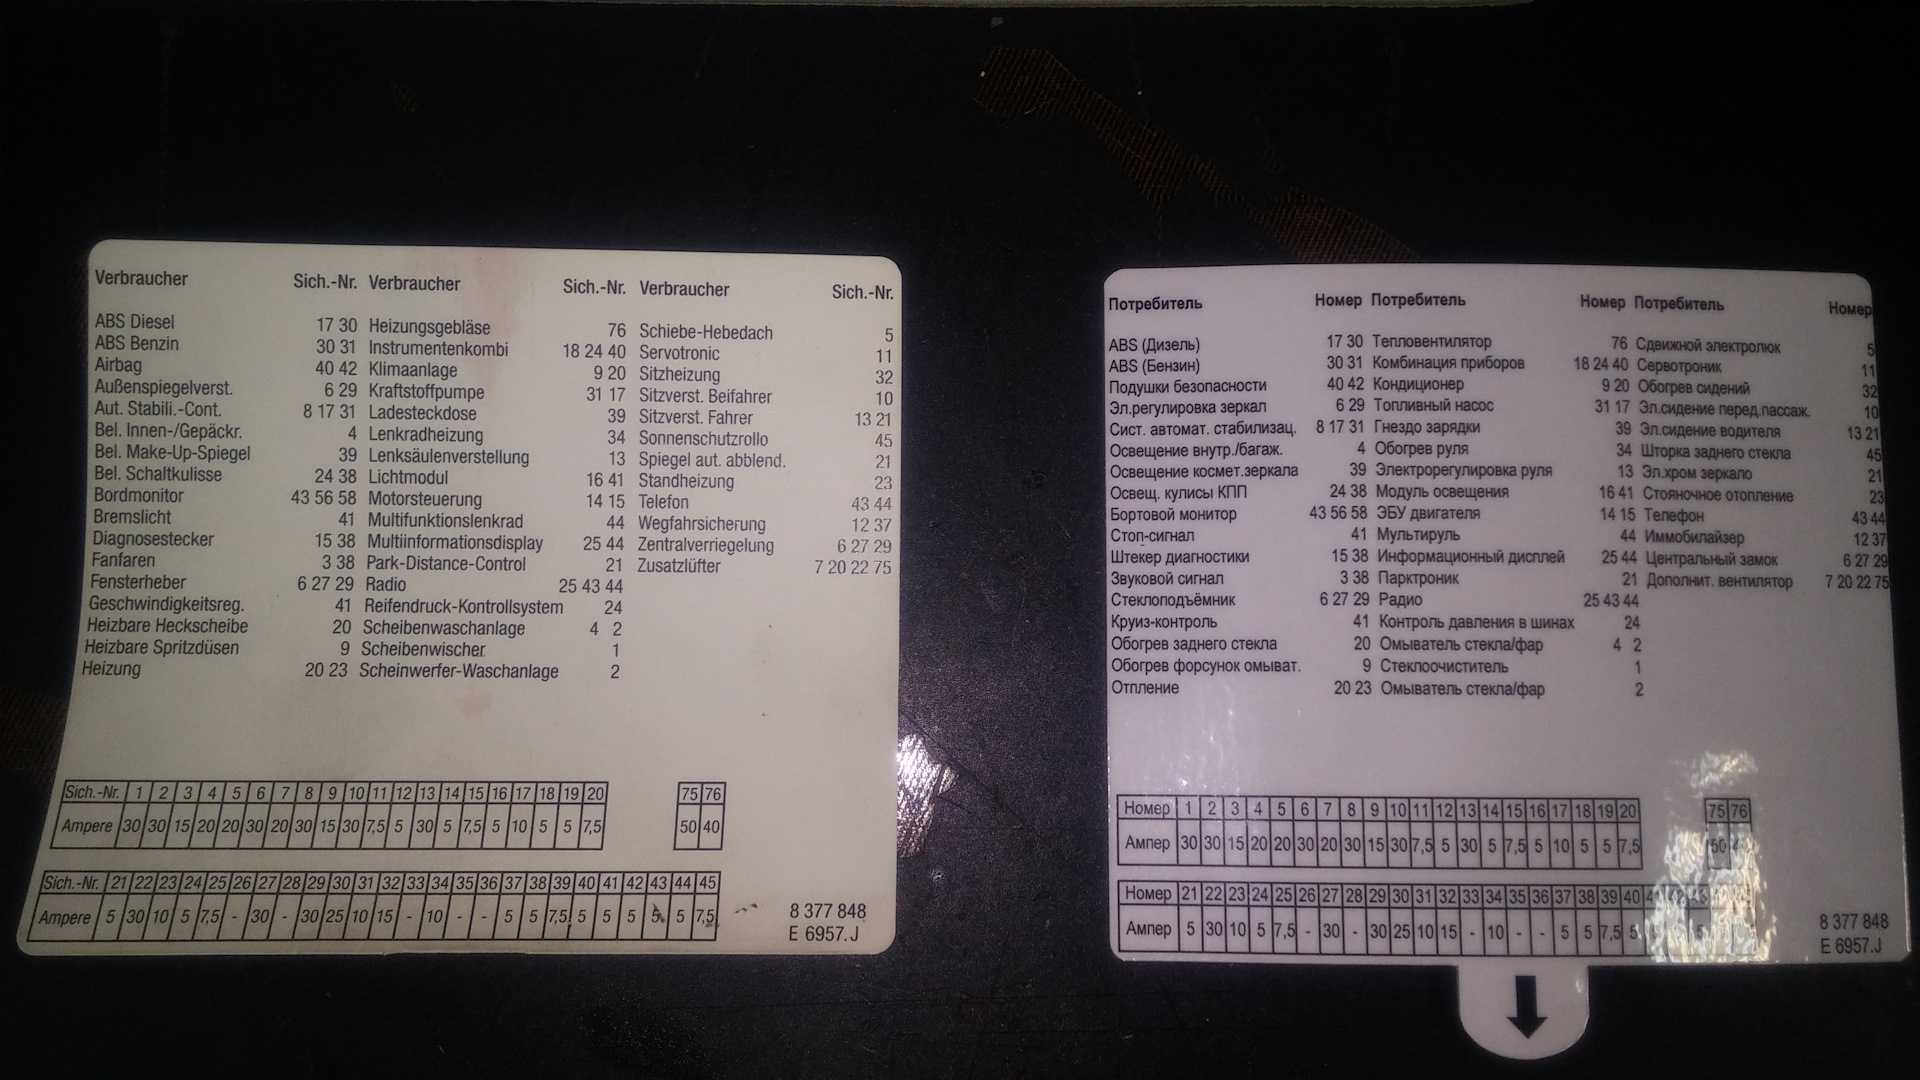 Verbraucher Sich.-Nr. Verbraucher Sich.-Nr. Verbraucher Sich.-Nr.
ABS Diesel 17 30 Heizungsgebläse 76 Schiebe-Hebedach 5
ABS Benzin 30 31 Instrumentenkombi 18 24 40 Servotronic 11
Airbag 40 42 Klimaanlage 9 20 Sitzheizung 32
Außenspiegelverst. 6 29 Kraftstoffpumpe 31 17 Sitzverst. Beifahrer 10
Aut. Stabili.-Cont. 8 17 31 Ladesteckdose 39 Sitzverst. Fahrer 13 21
Bel. Innen-/Gepäckr. 4 Lenkradheizung 34 Sonnenschutzrollo 45
Bel. Make-Up-Spiegel 39 Lenksäulenverstellung 13 Spiegel aut. abblend. 21
Bel. Schaltkulisse 24 38 Lichtmodul 16 41 Standheizung 23
Bordmonitor 43 56 58 Motorsteuerung 14 15 Telefon 43 44
Bremslicht 41 Multifunktionslenkrad 44 Wegfahrsicherung 12 37
Diagnosestecker 15 38 Multiinformationsdisplay 25 44 Zentralverriegelung 6 27 29
Fanfaren 3 38 Park-Distance-Control 21 Zusatzlüfter 7 20 22 75
Fensterheber 6 27 29 Radio 25 43 44
Geschwindigkeitsreg. 41 Reifendruck-Kontrollsystem 24
Heizbare Heckscheibe 20 Scheibenwaschanlage 4 2
Heizbare Spritzdüsen 9 Scheibenwischer 1
Heizung 20 23 Scheinwerfer-Waschanlage 2
Sich.-Nr. 1 2 3 4 5 6 7 8 9 10 11 12 13 14 15 16 17 18 19 20 75 76
Ampere 30 30 15 20 20 30 20 30 15 30 7,5 5 30 5 7,5 5 10 5 5 7,5 50 40
Sich.-Nr. 21 22 23 24 25 26 27 28 29 30 31 32 33 34 35 36 37 38 39 40 41 42 43 44 45
Ampere 5 30 10 5 7,5 - 30 - 30 25 10 15 - 10 - - 5 5 7,5 5 5 5 5 5 7,5
8 377 848
E 6957.J
Потребитель Номер Потребитель Номер Потребитель Номер
ABS (Дизель) 17 30 Тепловентилятор 76 Сдвижной электролюк 5
ABS (Бензин) 30 31 Комбинация приборов 18 24 40 Сервотроник 11
Подушки безопасности 40 42 Кондиционер 9 20 Обогрев сидений 32
Эл.регулировка зеркал 6 29 Топливный насос 31 17 Эл.сидение перед.пассаж. 10
Сист. автомат. стабилизац. 8 17 31 Гнездо зарядки 39 Эл.сидение водителя 13 21
Освещение внутр./багаж. 4 Обогрев руля 34 Шторка заднего стекла 45
Освещение космет.зеркала 39 Электрорегулировка руля 13 Эл.хром зеркало 21
Освещ. кулисы КПП 24 38 Модуль освещения 16 41 Стояночное отопление 23
Бортовой монитор 43 56 58 ЭБУ двигателя 14 15 Телефон 43 44
Стоп-сигнал 41 Мультируль 44 Иммобилайзер 12 37
Штекер диагностики 15 38 Информационный дисплей 25 44 Центральный замок 6 27 29
Звуковой сигнал 3 38 Парктроник 21 Дополнит. вентилятор 7 20 22 75
Стеклоподъёмник 6 27 29 Радио 25 43 44
Круиз-контроль 41 Контроль давления в шинах 24
Обогрев заднего стекла 20 Омыватель стекла/фар 4 2
Обогрев форсунок омыват. 9 Стеклоочиститель 1
Отпление 20 23 Омыватель стекла/фар 2
Номер 1 2 3 4 5 6 7 8 9 10 11 12 13 14 15 16 17 18 19 20 75 76
Ампер 30 30 15 20 20 30 20 30 15 30 7,5 5 30 5 7,5 5 10 5 5 7,5 50
Номер 21 22 23 24 25 26 27 28 29 30 31 32 33 34 35 36 37 38 39 40
Ампер 5 30 10 5 7,5 - 30 - 30 25 10 15 - 10 - - 5 5 7,5 5
8 377 848
E 6957.J